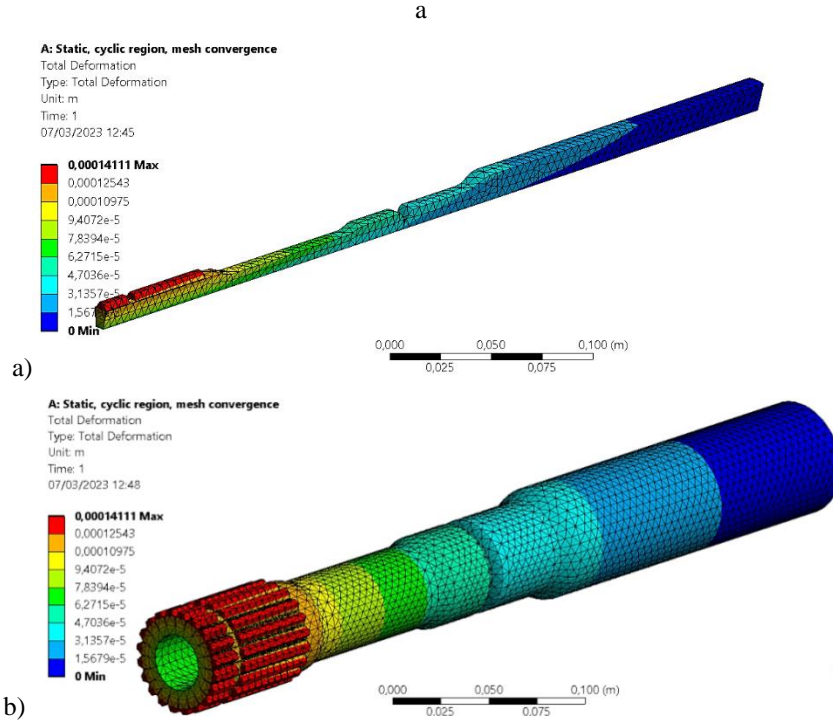 a
A: Static, cyclic region, mesh convergence
Total Deformation
Type: Total Deformation
Unit: m
Time: 1
07/03/2023 12:45
0,00014111 Max
0,00012543
0,00010975
9,4072e-5
7,8394e-5
6,2715e-5
4,7036e-5
3,1357e-5
0 Min
0,000
0,050
0,100 (m)
0,025
0,075
a)
A: Static, cyclic region, mesh convergence
Total Deformation
Type: Total Deformation
Unit: m
Time: 1
07/03/2023 12:48
0,00014111 Max
0,00012543
0,00010975
9,4072e-5
7,8394e-5
6,2715e-5
4,7036e-5
3,1357e-5
1,5679e-5
0 Min
0,000
0,050
0,100 (m)
0.025
0.075
b)